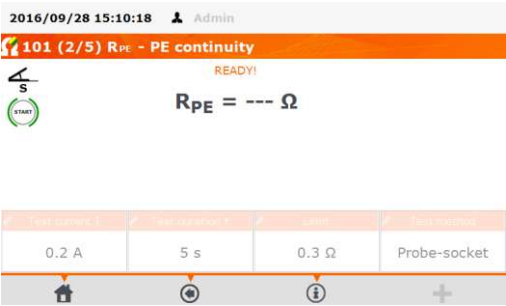 2016/09/28 15:10:18 Admin
101 (2/5) RPE - PE continuity
READY!
S
START
RPE = --- Ω
Test current I Test duration t Limit Test method
0.2 A 5 s 0.3 Ω Probe-socket